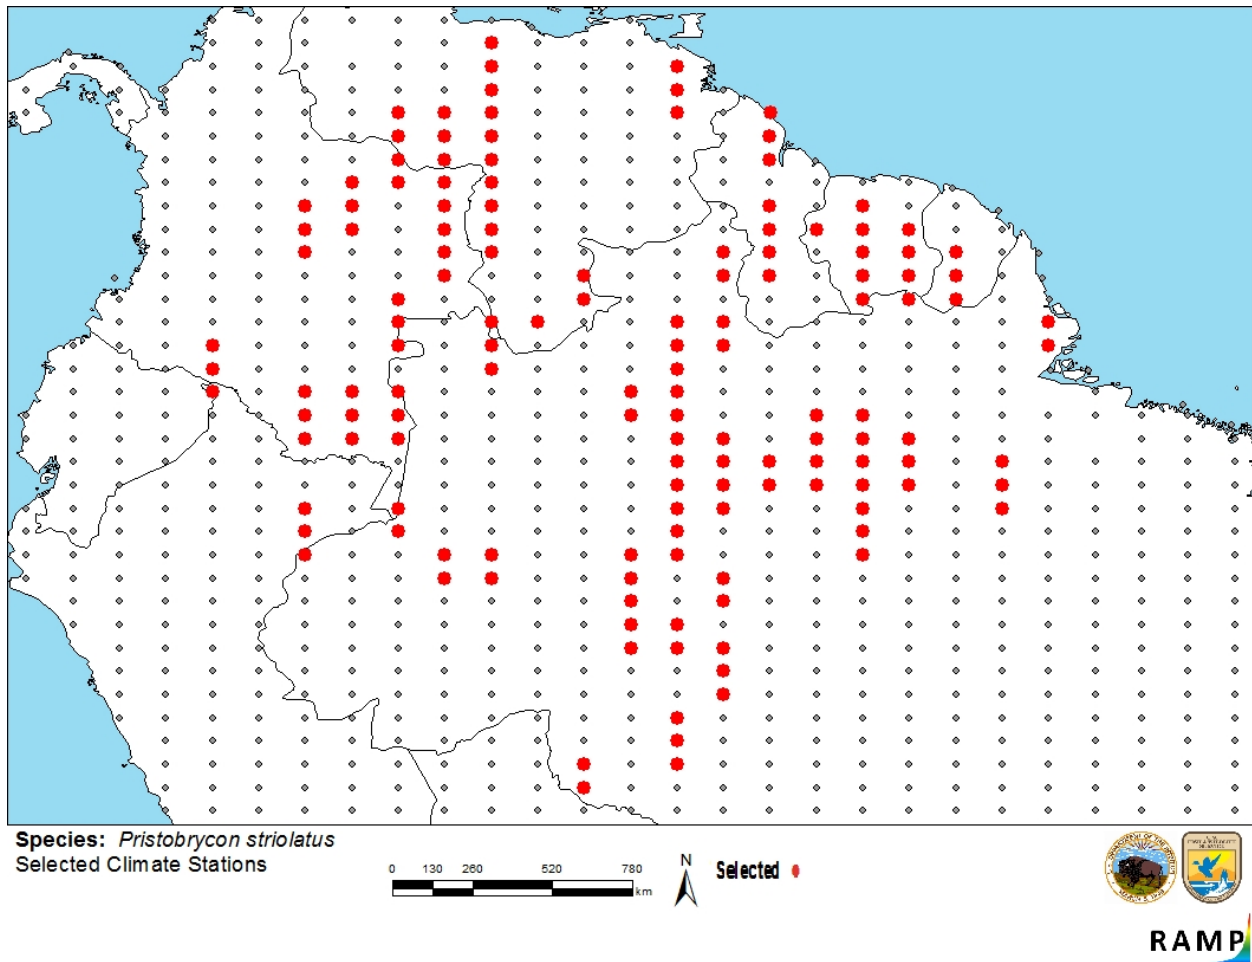 Species: Pristobrycon striolatus
Selected Climate Stations
0 130 260 520 780
km
N
Selected
RAMP